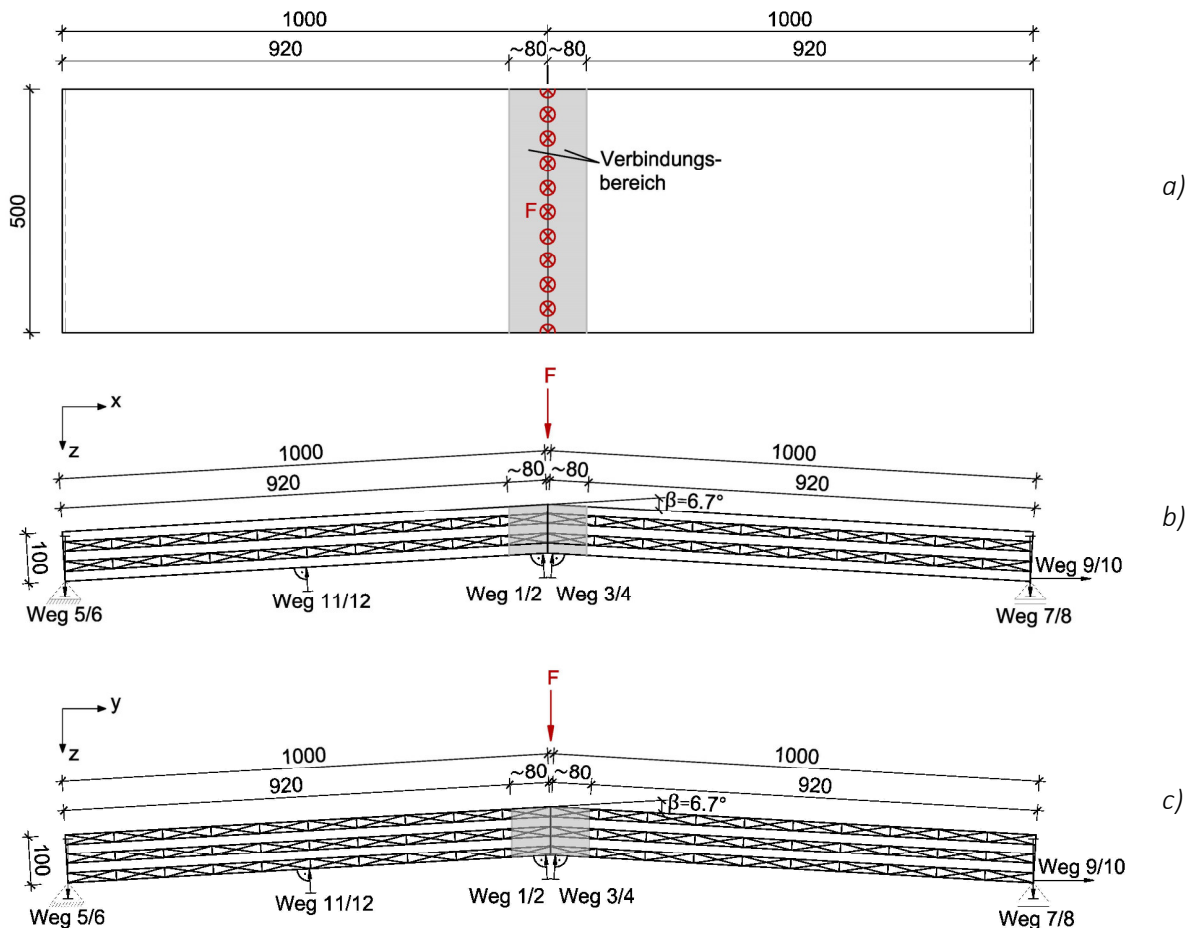 1000 1000
920 ~80 ~80 920
500
Verbindungs-
bereich
F
a)
F
x
z
1000 1000
920 ~80 ~80 920
β=6.7°
b)
100
Weg 9/10
Weg 11/12
Weg 1/2 Weg 3/4
Weg 5/6
Weg 7/8
F
y
z
1000 1000
920 ~80 ~80 920
β=6.7°
c)
100
Weg 9/10
Weg 11/12
Weg 1/2 Weg 3/4
Weg 5/6
Weg 7/8